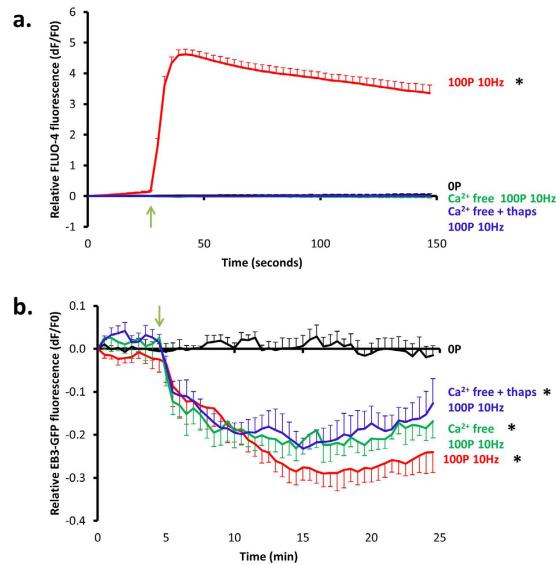 a.
Relative FLUO-4 fluorescence (dF/F0)
6
5
4
3
2
1
0
-1
0
50
100
150
Time (seconds)
100P 10Hz *
0P
Ca²⁺ free 100P 10Hz
Ca²⁺ free + thaps
100P 10Hz
b.
Relative EB3-GFP fluorescence (dF/F0)
0.1
0.0
-0.1
-0.2
-0.3
-0.4
0
5
10
15
20
25
Time (min)
0P
Ca²⁺ free + thaps *
100P 10Hz
Ca²⁺ free *
100P 10Hz
100P 10Hz *